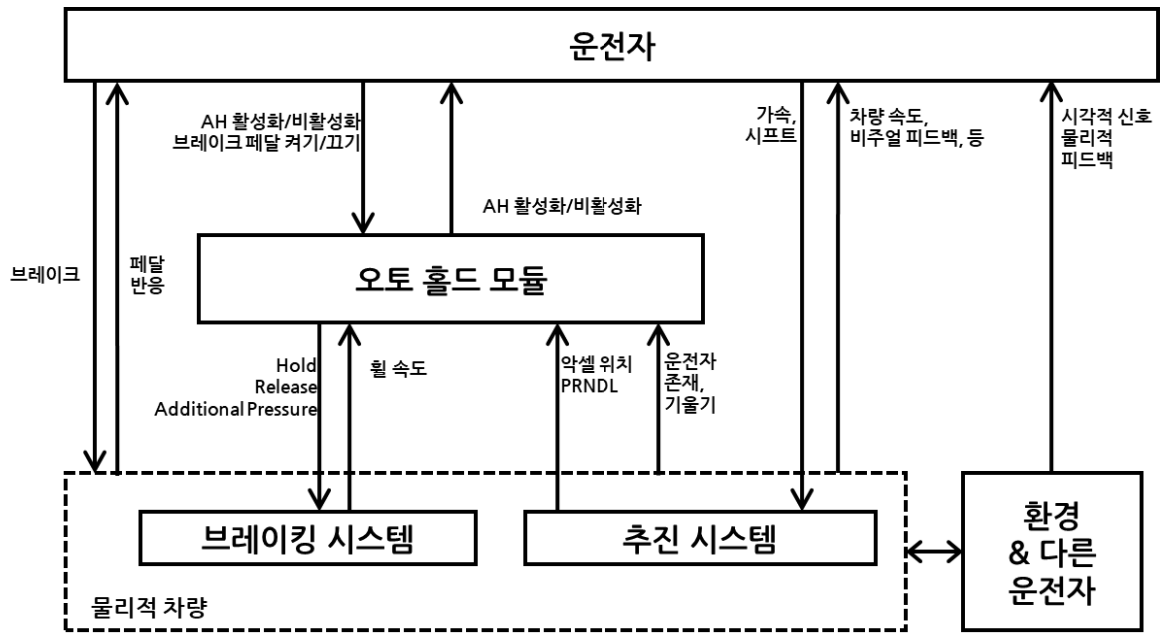 운전자
AH 활성화/비활성화
브레이크 페달 켜기/끄기
가속,
시프트
차량 속도,
비주얼 피드백, 등
시각적 신호
물리적
피드백
AH 활성화/비활성화
브레이크
페달
반응
오토 홀드 모듈
Hold
Release
Additional Pressure
휠 속도
악셀 위치
PRNDL
운전자
존재,
기울기
브레이킹 시스템
추진 시스템
물리적 차량
환경
& 다른
운전자